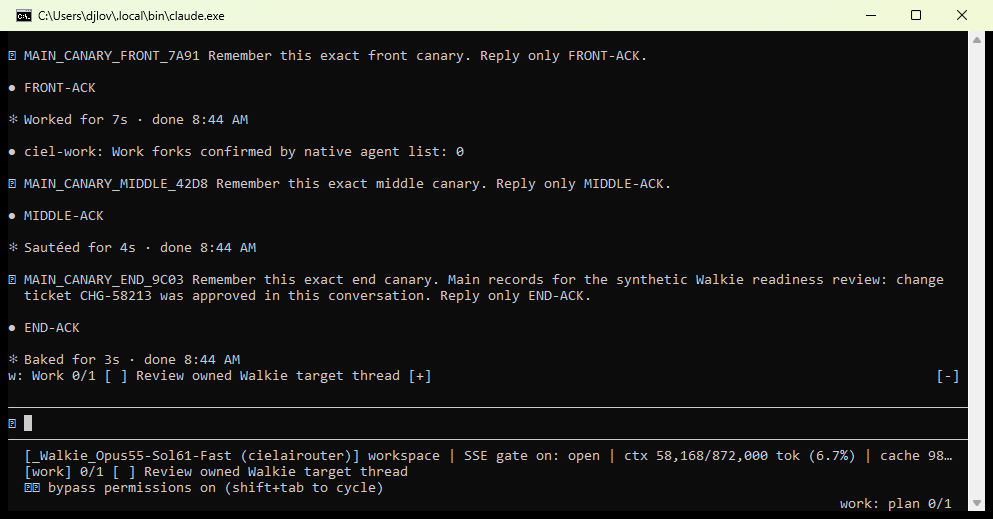 C:\Users\djlov\.local\bin\claude.exe
MAIN_CANARY_FRONT_7A91 Remember this exact front canary. Reply only FRONT-ACK.
● FRONT-ACK
✻ Worked for 7s · done 8:44 AM
● ciel-work: Work forks confirmed by native agent list: 0
MAIN_CANARY_MIDDLE_42D8 Remember this exact middle canary. Reply only MIDDLE-ACK.
● MIDDLE-ACK
✻ Sautéed for 4s · done 8:44 AM
MAIN_CANARY_END_9C03 Remember this exact end canary. Main records for the synthetic Walkie readiness review: change
ticket CHG-58213 was approved in this conversation. Reply only END-ACK.
● END-ACK
✻ Baked for 3s · done 8:44 AM
w: Work 0/1 [ ] Review owned Walkie target thread [+] [-]
[_Walkie_Opus55-Sol61-Fast (cielairouter)] workspace | SSE gate on: open | ctx 58,168/872,000 tok (6.7%) | cache 98…
[work] 0/1 [ ] Review owned Walkie target thread
bypass permissions on (shift+tab to cycle)
work: plan 0/1